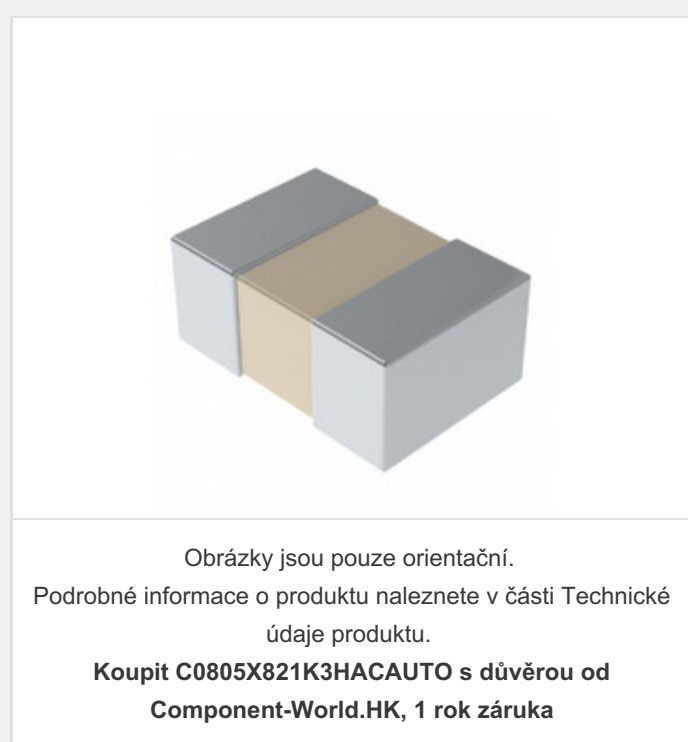 Obrázky jsou pouze orientační.
Podrobné informace o produktu naleznete v části Technické
údaje produktu.
Koupit C0805X821K3HACAUTO s důvěrou od
Component-World.HK, 1 rok záruka